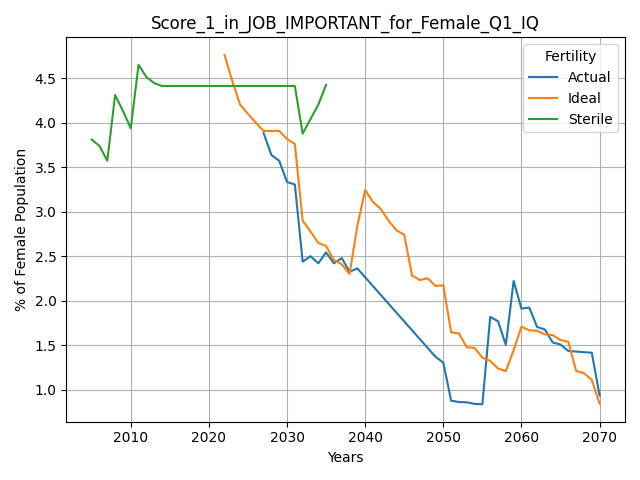 Score_1_in_JOB_IMPORTANT_for_Female_Q1_IQ
Fertility
Actual
Ideal
Sterile
% of Female Population
4.5
4.0
3.5
3.0
2.5
2.0
1.5
1.0
2010 2020 2030 2040 2050 2060 2070
Years